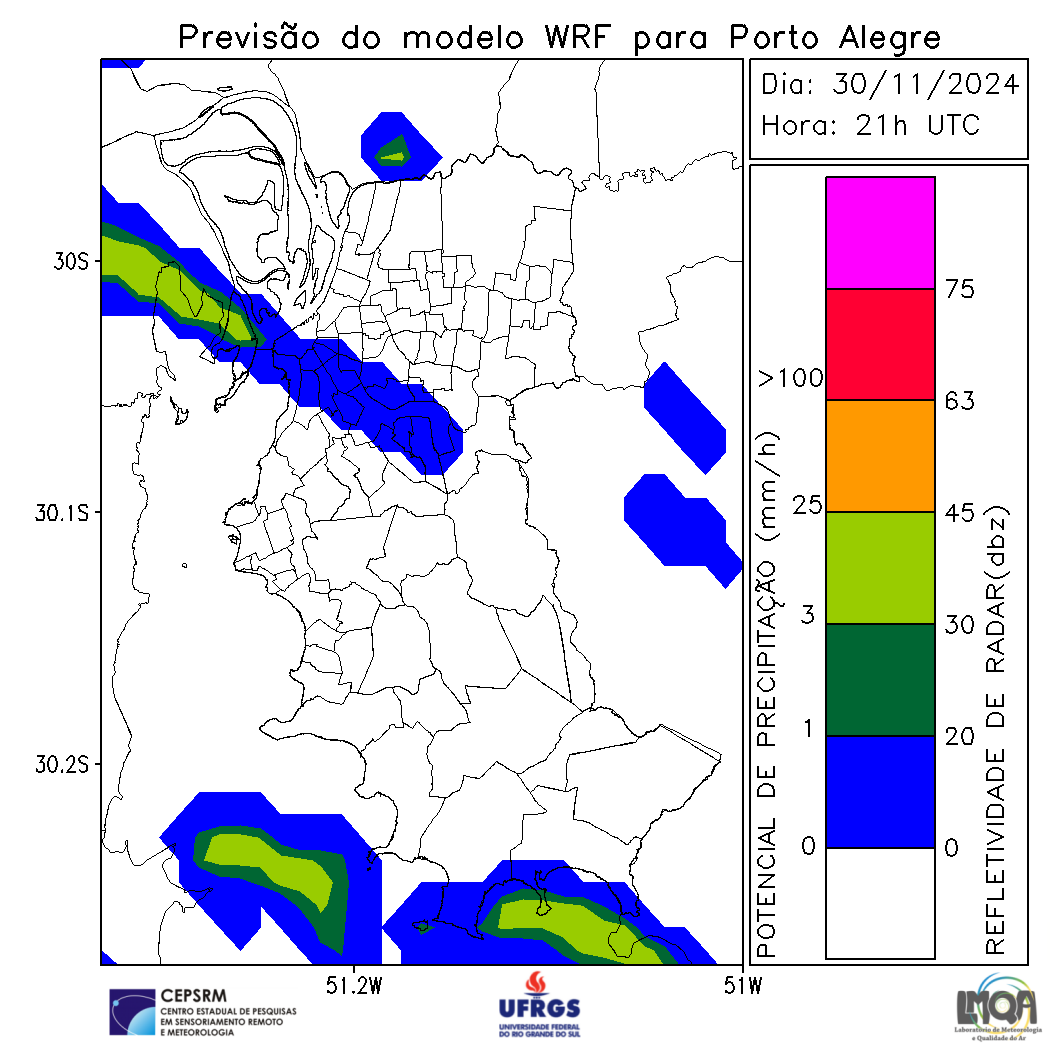 Previsão do modelo WRF para Porto Alegre
Dia: 30/11/2024
Hora: 21h UTC
30S
30.1S
30.2S
51.2W
51W
POTENCIAL DE PRECIPITAÇÃO (mm/h)
>100
25
3
1
0
75
63
45
30
20
0
REFLETIVIDADE DE RADAR(dbz)
CEPSRM
CENTRO ESTADUAL DE PESQUISAS
EM SENSORIAMENTO REMOTO
E METEOROLOGIA
UFRGS
UNIVERSIDADE FEDERAL
DO RIO GRANDE DO SUL
LMQA
Laboratório de Meteorologia
e Qualidade do Ar